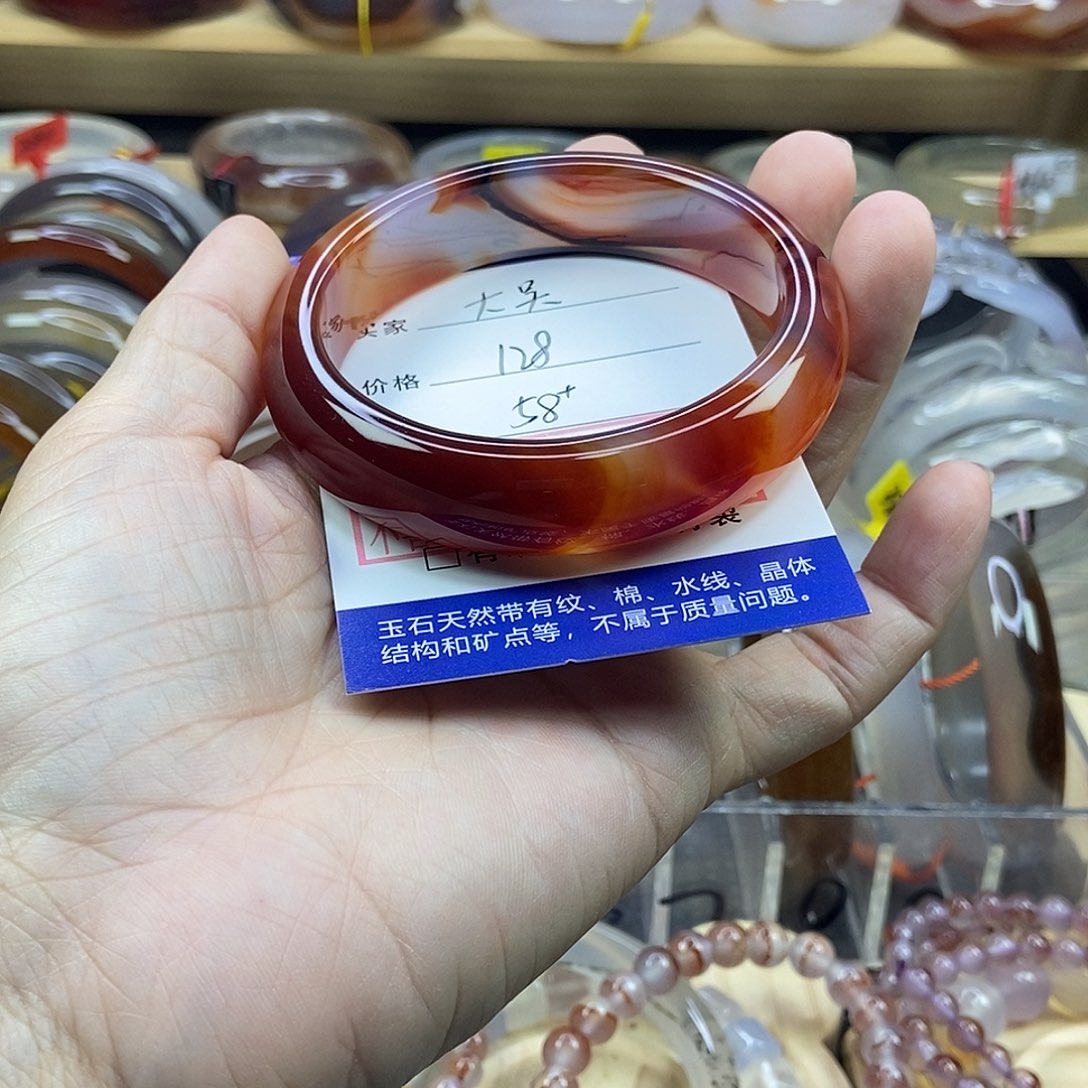 买家 大吴
价格 128
58+
玉石天然带有纹、棉、水线、晶体
结构和矿点等，不属于质量问题。